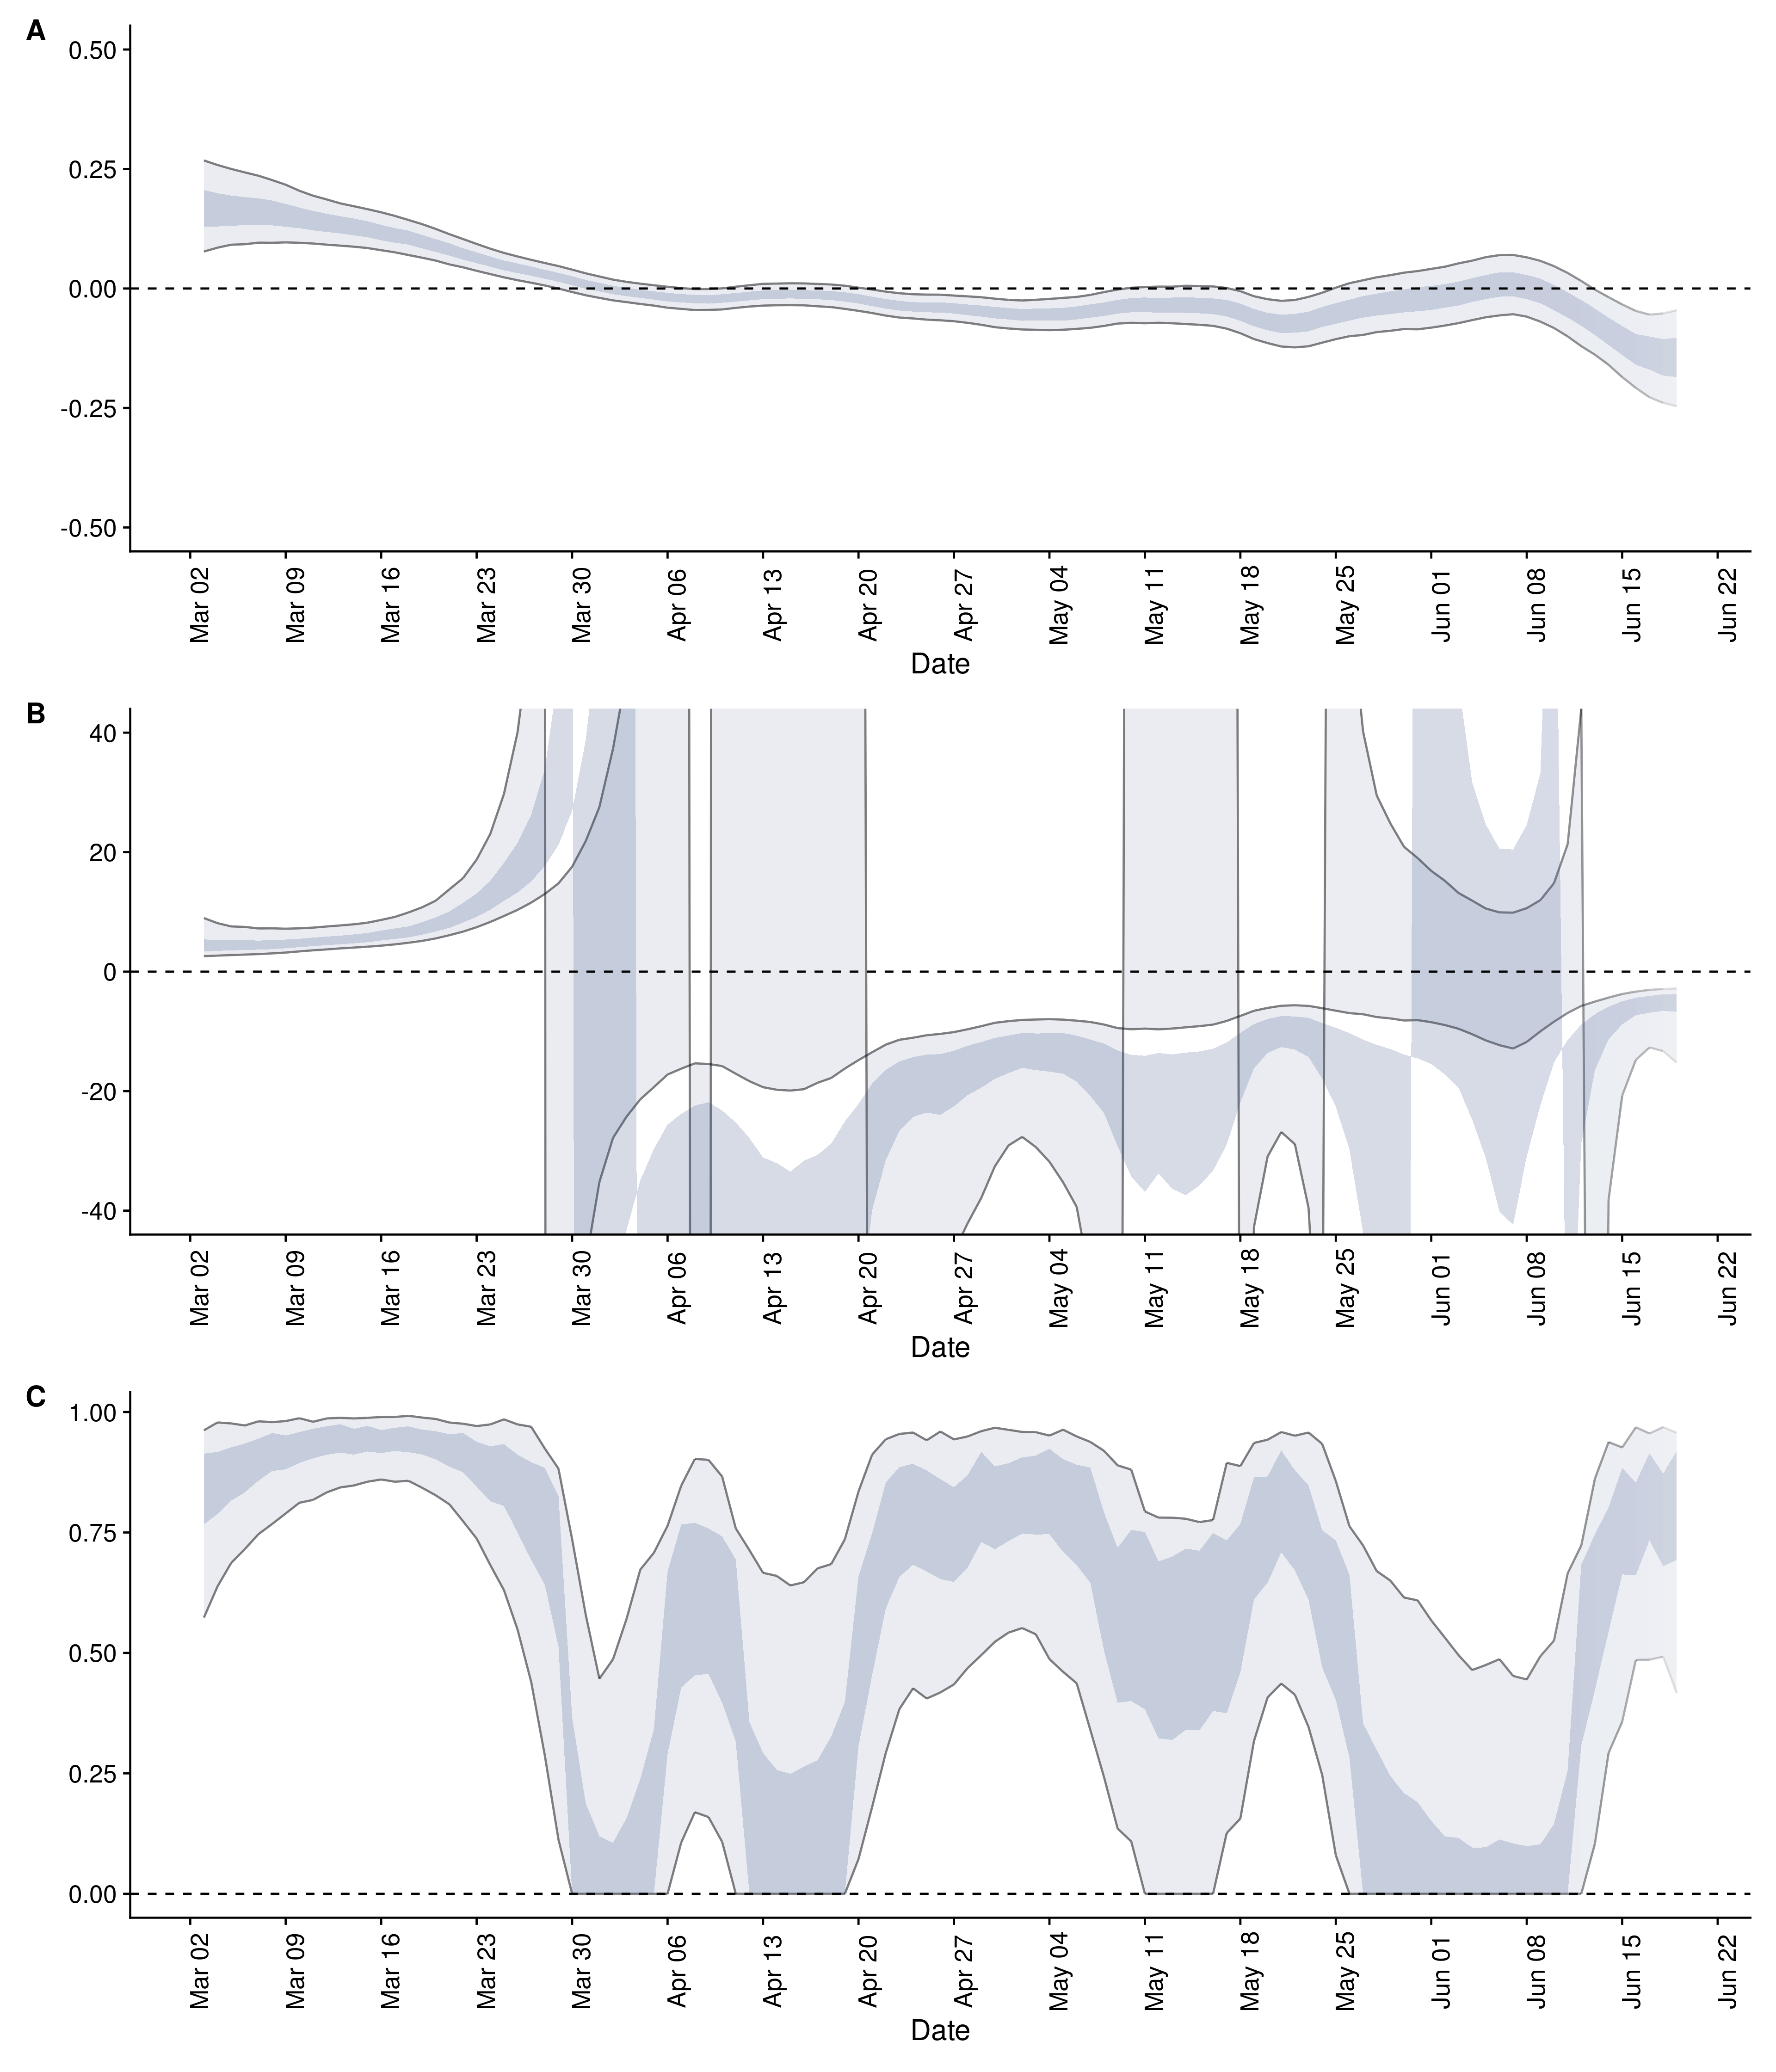 A
0.50
0.25
0.00
-0.25
-0.50
Mar 02
Mar 09
Mar 16
Mar 23
Mar 30
Apr 06
Apr 13
Apr 20
Apr 27
May 04
May 11
May 18
May 25
Jun 01
Jun 08
Jun 15
Jun 22
Date
B
40
20
0
-20
-40
Mar 02
Mar 09
Mar 16
Mar 23
Mar 30
Apr 06
Apr 13
Apr 20
Apr 27
May 04
May 11
May 18
May 25
Jun 01
Jun 08
Jun 15
Jun 22
Date
C
1.00
0.75
0.50
0.25
0.00
Mar 02
Mar 09
Mar 16
Mar 23
Mar 30
Apr 06
Apr 13
Apr 20
Apr 27
May 04
May 11
May 18
May 25
Jun 01
Jun 08
Jun 15
Jun 22
Date